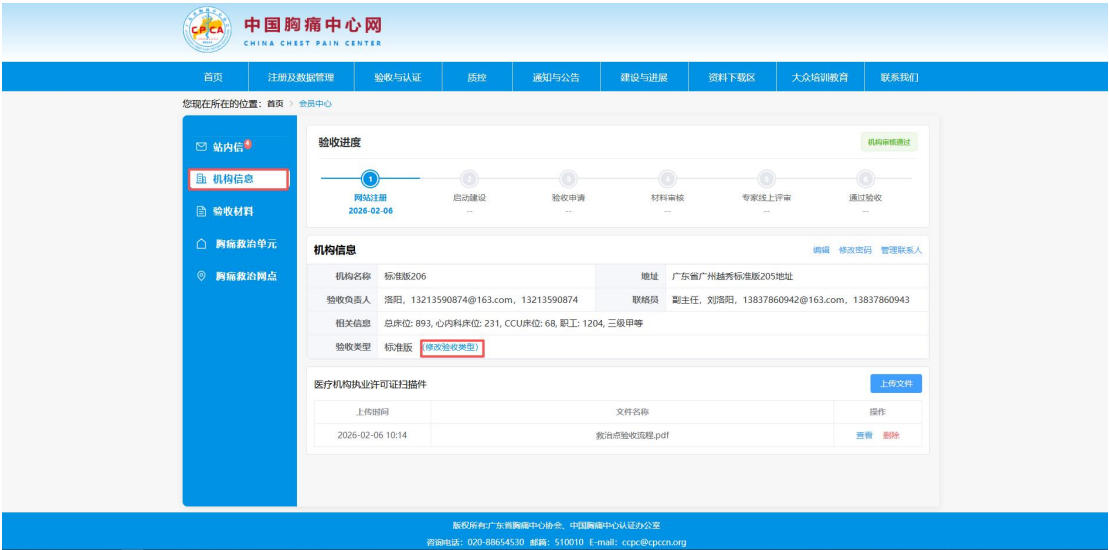 CPCA
中国胸痛中心网
CHINA CHEST PAIN CENTER
首页 注册及数据管理 验收与认证 质控 通知与公告 建设与进展 资料下载区 大众培训教育 联系我们
您现在所在的位置：首页 > 会员中心
站内信 4
机构信息
验收材料
胸痛救治单元
胸痛救治网点
验收进度 机构审核通过
1 2 3 4 5 6
网站注册 启动建设 验收申请 材料审核 专家线上评审 通过验收
2026-02-06 -- -- -- -- --
机构信息 编辑 修改密码 管理联系人
机构名称 标准版206 地址 广东省广州越秀标准版205地址
验收负责人 洛阳, 13213590874@163.com, 13213590874 联络员 副主任, 刘洛阳, 13837860942@163.com, 13837860943
相关信息 总床位: 893, 心内科床位: 231, CCU床位: 68, 职工: 1204, 三级甲等
验收类型 标准版 (修改验收类型)
医疗机构执业许可证扫描件 上传文件
上传时间 文件名称 操作
2026-02-06 10:14 救治点验收流程.pdf 查看 删除
版权所有:广东省胸痛中心协会、中国胸痛中心认证办公室
咨询电话：020-88654530 邮编：510010 E-mail：ccpc@cpccn.org